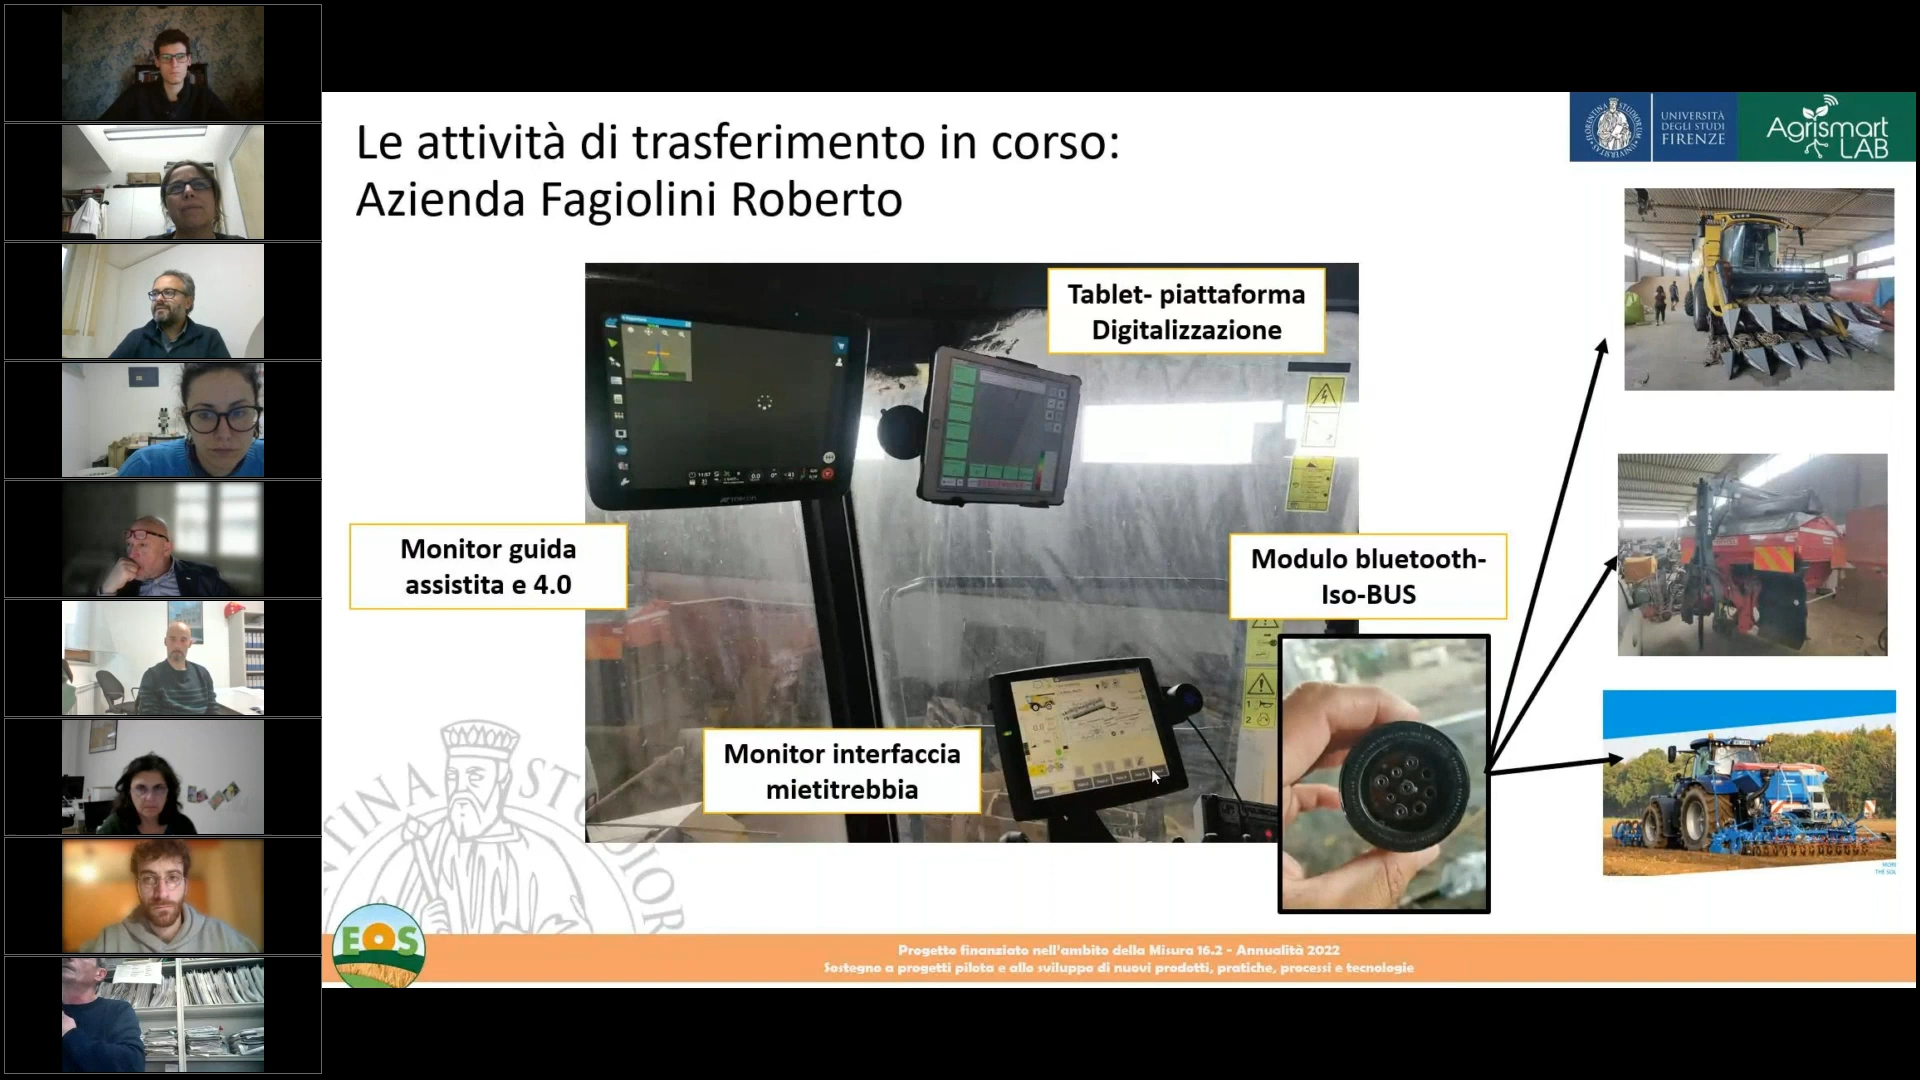 Le attività di trasferimento in corso:
Azienda Fagiolini Roberto
UNIVERSITÀ
DEGLI STUDI
FIRENZE
Agrismart
LAB
Tablet- piattaforma
Digitalizzazione
Monitor guida
assistita e 4.0
Modulo bluetooth-
Iso-BUS
Monitor interfaccia
mietitrebbia
TOPCON
EOS
Progetto finanziato nell'ambito della Misura 16.2 - Annualità 2022
Sostegno a progetti pilota e allo sviluppo di nuovi prodotti, pratiche, processi e tecnologie